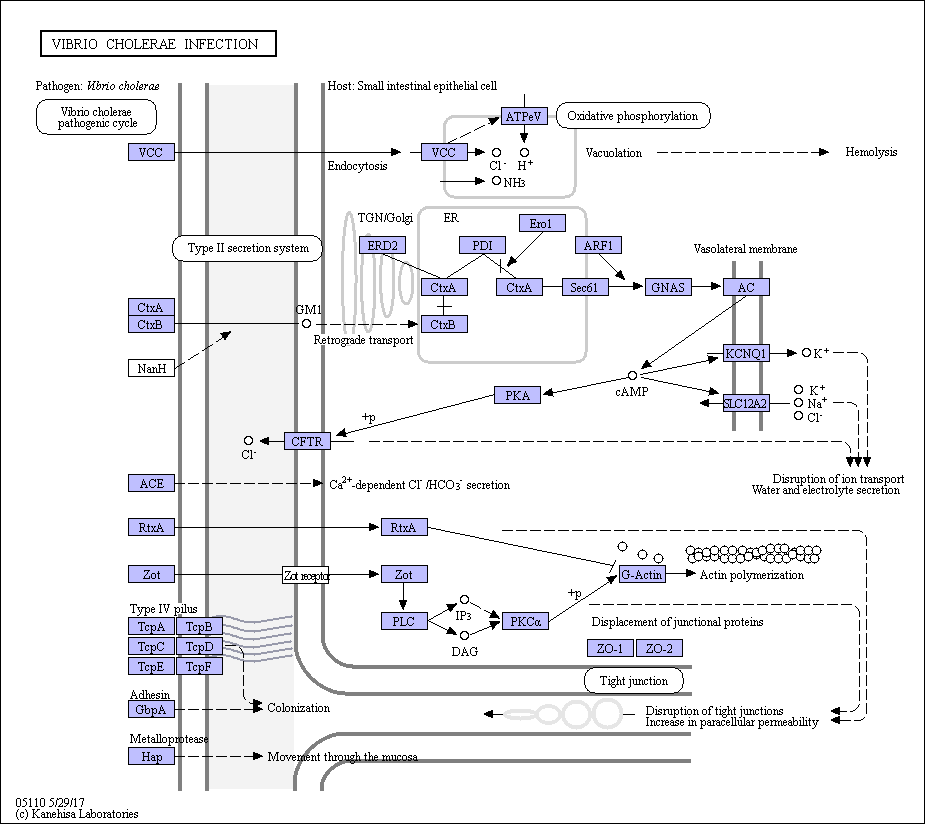 VIBRIO CHOLERAE INFECTION
Pathogen: Vibrio cholerae
Host: Small intestinal epithelial cell
Vibrio cholerae
pathogenic cycle
ATPeV
Oxidative phosphorylation
VCC
Endocytosis
VCC
Cl-
H+
NH3
Vacuolation
Hemolysis
TGN/Golgi
ER
Ero1
Type II secretion system
ERD2
PDI
ARF1
Vasolateral membrane
CtxA
CtxA
Sec61
GNAS
AC
CtxA
CtxB
GM1
CtxB
Retrograde transport
NanH
KCNQ1
K+
cAMP
PKA
SLC12A2
K+
Na+
Cl-
+p
CFTR
Cl-
Disruption of ion transport
Water and electrolyte secretion
ACE
Ca2+-dependent Cl-/HCO3- secretion
RtxA
RtxA
Zot
Zot receptor
Zot
G-Actin
Actin polymerization
+p
Type IV pilus
TcpA
TcpB
TcpC
TcpD
TcpE
TcpF
PLC
IP3
DAG
PKCα
Displacement of junctional proteins
ZO-1
ZO-2
Tight junction
Adhesin
GbpA
Colonization
Disruption of tight junctions
Increase in paracellular permeability
Metalloprotease
Hap
Movement through the mucosa
05110 5/29/17
(c) Kanehisa Laboratories